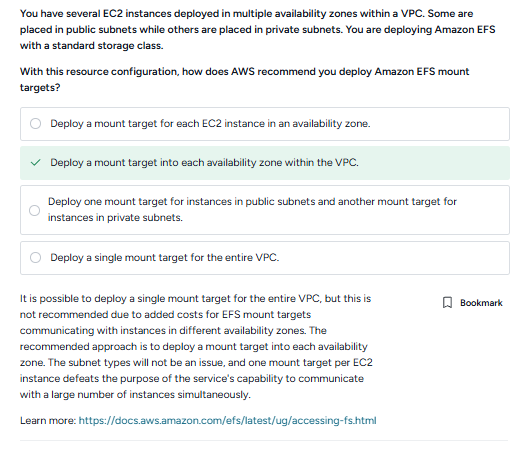 You have several EC2 instances deployed in multiple availability zones within a VPC. Some are
placed in public subnets while others are placed in private subnets. You are deploying Amazon EFS
with a standard storage class.
With this resource configuration, how does AWS recommend you deploy Amazon EFS mount
targets?
Deploy a mount target for each EC2 instance in an availability zone.
Deploy a mount target into each availability zone within the VPC.
Deploy one mount target for instances in public subnets and another mount target for
instances in private subnets.
Deploy a single mount target for the entire VPC.
It is possible to deploy a single mount target for the entire VPC, but this is
not recommended due to added costs for EFS mount targets
communicating with instances in different availability zones. The
recommended approach is to deploy a mount target into each availability
zone. The subnet types will not be an issue, and one mount target per EC2
instance defeats the purpose of the service's capability to communicate
with a large number of instances simultaneously.
Bookmark
Learn more: https://docs.aws.amazon.com/efs/latest/ug/accessing-fs.html